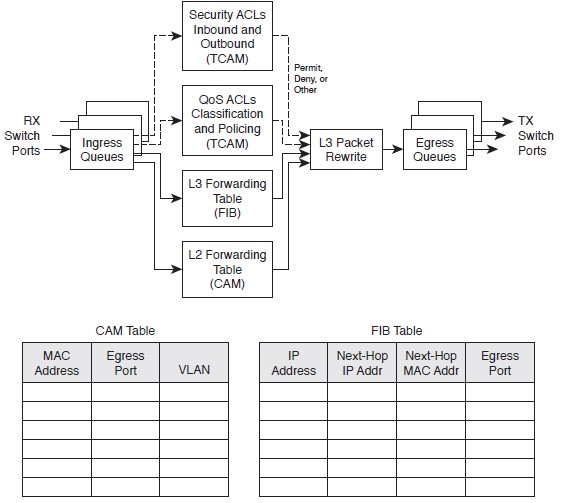 Security ACLs
Inbound and
Outbound
(TCAM)
Permit,
Deny, or
Other
QoS ACLs
Classification
and Policing
(TCAM)
RX
Switch
Ports
Ingress
Queues
L3 Packet
Rewrite
Egress
Queues
TX
Switch
Ports
L3 Forwarding
Table
(FIB)
L2 Forwarding
Table
(CAM)
CAM Table
MAC
Address
Egress
Port
VLAN
FIB Table
IP
Address
Next-Hop
IP Addr
Next-Hop
MAC Addr
Egress
Port